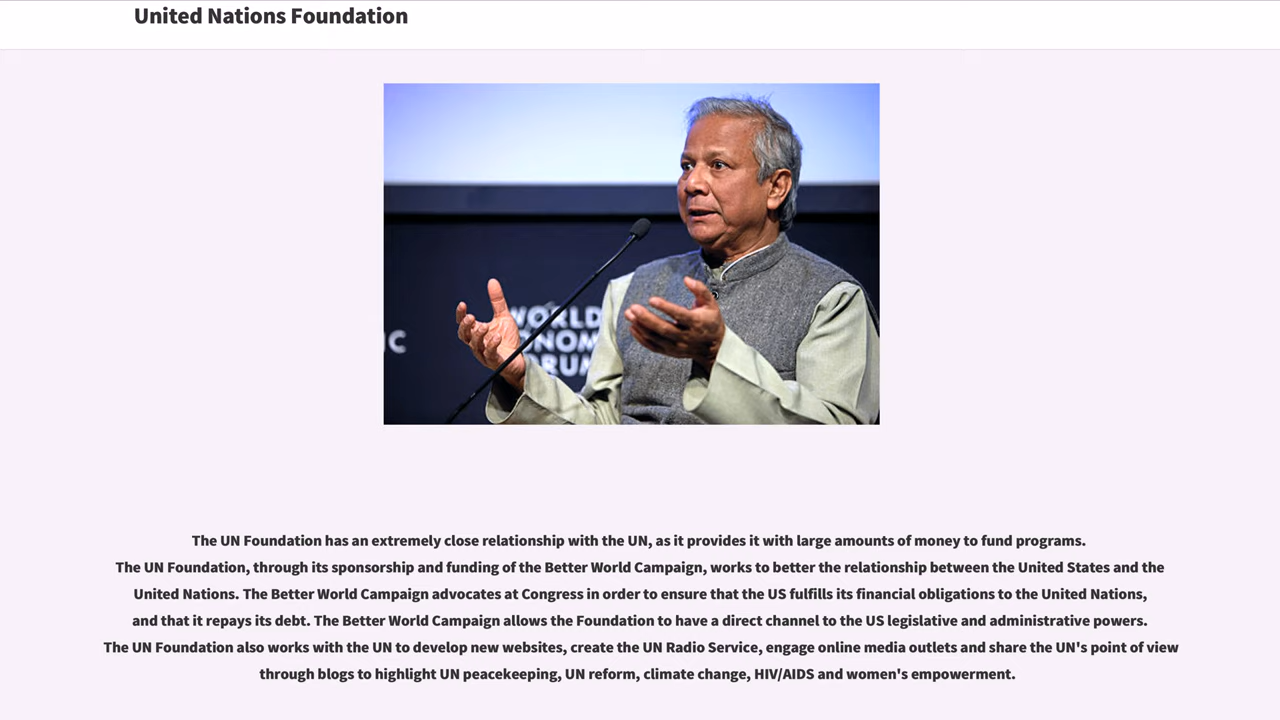 United Nations Foundation
IC
WORLD
ECONOM
FORUM
The UN Foundation has an extremely close relationship with the UN, as it provides it with large amounts of money to fund programs.
The UN Foundation, through its sponsorship and funding of the Better World Campaign, works to better the relationship between the United States and the
United Nations. The Better World Campaign advocates at Congress in order to ensure that the US fulfills its financial obligations to the United Nations,
and that it repays its debt. The Better World Campaign allows the Foundation to have a direct channel to the US legislative and administrative powers.
The UN Foundation also works with the UN to develop new websites, create the UN Radio Service, engage online media outlets and share the UN's point of view
through blogs to highlight UN peacekeeping, UN reform, climate change, HIV/AIDS and women's empowerment.